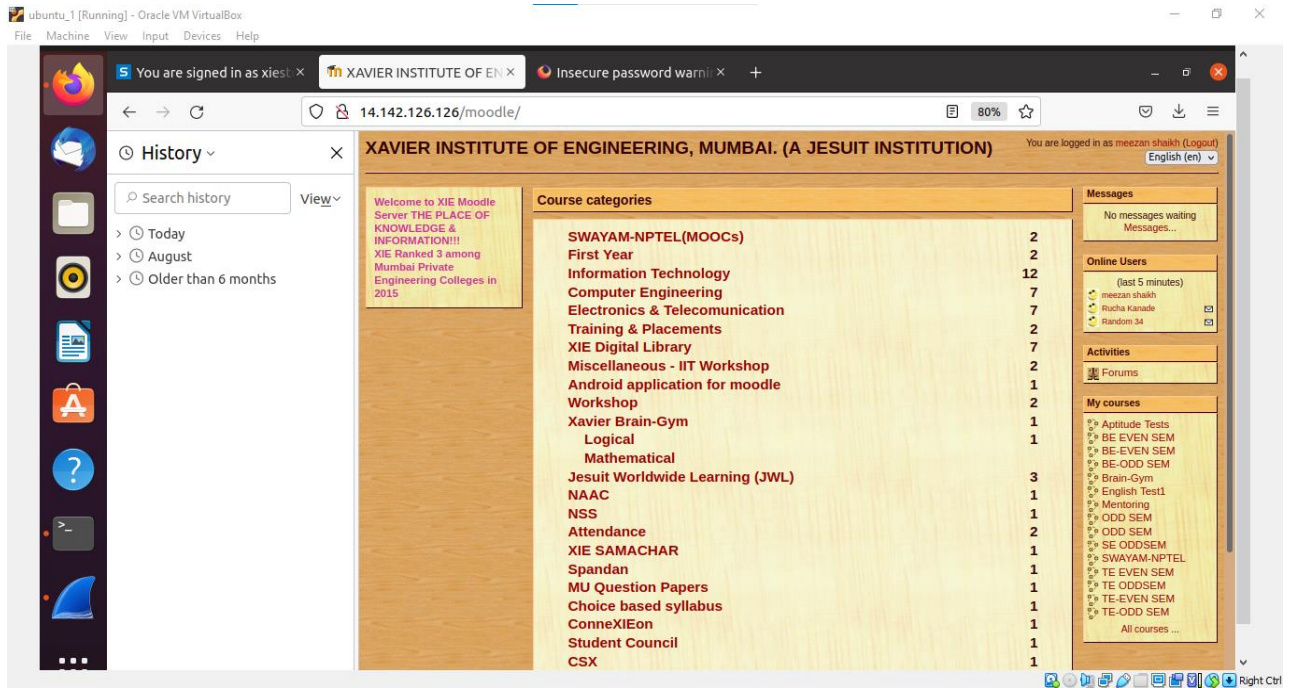 ubuntu_1 [Running] - Oracle VM VirtualBox
File Machine View Input Devices Help
S You are signed in as xiest
XAVIER INSTITUTE OF EN
Insecure password warnin
14.142.126.126/moodle/
80%
History
Search history
View
Today
August
Older than 6 months
XAVIER INSTITUTE OF ENGINEERING, MUMBAI. (A JESUIT INSTITUTION)
You are logged in as meezan shaikh (Logout)
English (en)
Welcome to XIE Moodle
Server THE PLACE OF
KNOWLEDGE &
INFORMATION!!!
XIE Ranked 3 among
Mumbai Private
Engineering Colleges in
2015
Course categories
SWAYAM-NPTEL(MOOCs) 2
First Year 2
Information Technology 12
Computer Engineering 7
Electronics & Telecomunication 7
Training & Placements 2
XIE Digital Library 7
Miscellaneous - IIT Workshop 2
Android application for moodle 1
Workshop 2
Xavier Brain-Gym 1
Logical 1
Mathematical
Jesuit Worldwide Learning (JWL) 3
NAAC 1
NSS 1
Attendance 2
XIE SAMACHAR 1
Spandan 1
MU Question Papers 1
Choice based syllabus 1
ConneXIEon 1
Student Council 1
CSX 1
Messages
No messages waiting
Messages...
Online Users
(last 5 minutes)
meezan shaikh
Rucha Kanade
Random 34
Activities
Forums
My courses
Aptitude Tests
BE EVEN SEM
BE-EVEN SEM
BE-ODD SEM
Brain-Gym
English Test1
Mentoring
ODD SEM
ODD SEM
SE ODDSEM
SWAYAM-NPTEL
TE EVEN SEM
TE ODDSEM
TE-EVEN SEM
TE-ODD SEM
All courses ...
Right Ctrl